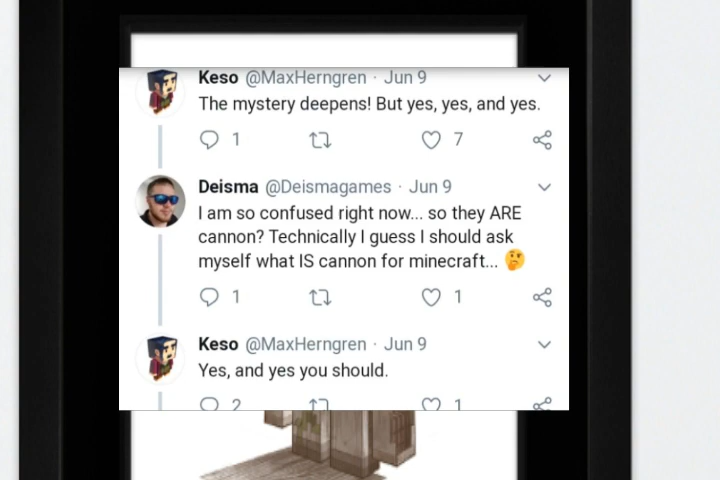 Keso @MaxHerngren · Jun 9
The mystery deepens! But yes, yes, and yes.
1 7
Deisma @Deismagames · Jun 9
I am so confused right now... so they ARE
cannon? Technically I guess I should ask
myself what IS cannon for minecraft... 🤔
1 1
Keso @MaxHerngren · Jun 9
Yes, and yes you should.
2 1